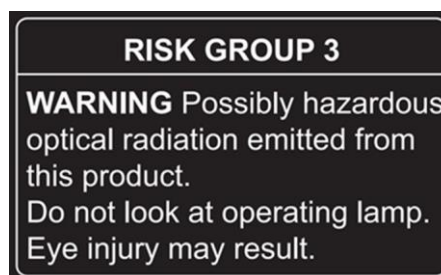 RISK GROUP 3
WARNING Possibly hazardous
optical radiation emitted from
this product.
Do not look at operating lamp.
Eye injury may result.